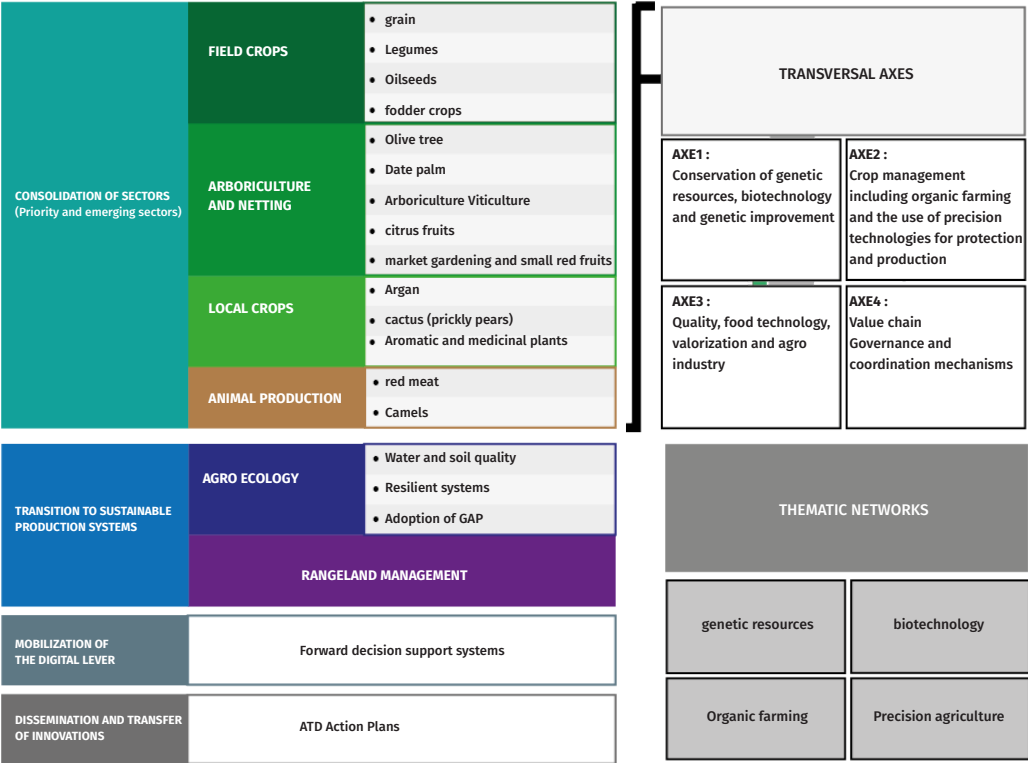 CONSOLIDATION OF SECTORS
(Priority and emerging sectors)
FIELD CROPS
• grain
• Legumes
• Oilseeds
• fodder crops
ARBORICULTURE
AND NETTING
• Olive tree
• Date palm
• Arboriculture Viticulture
• citrus fruits
• market gardening and small red fruits
LOCAL CROPS
• Argan
• cactus (prickly pears)
• Aromatic and medicinal plants
ANIMAL PRODUCTION
• red meat
• Camels
TRANSITION TO SUSTAINABLE
PRODUCTION SYSTEMS
AGRO ECOLOGY
• Water and soil quality
• Resilient systems
• Adoption of GAP
RANGELAND MANAGEMENT
MOBILIZATION OF
THE DIGITAL LEVER
Forward decision support systems
DISSEMINATION AND TRANSFER
OF INNOVATIONS
ATD Action Plans
TRANSVERSAL AXES
AXE1 :
Conservation of genetic
resources, biotechnology
and genetic improvement
AXE2 :
Crop management
including organic farming
and the use of precision
technologies for protection
and production
AXE3 :
Quality, food technology,
valorization and agro
industry
AXE4 :
Value chain
Governance and
coordination mechanisms
THEMATIC NETWORKS
genetic resources
biotechnology
Organic farming
Precision agriculture